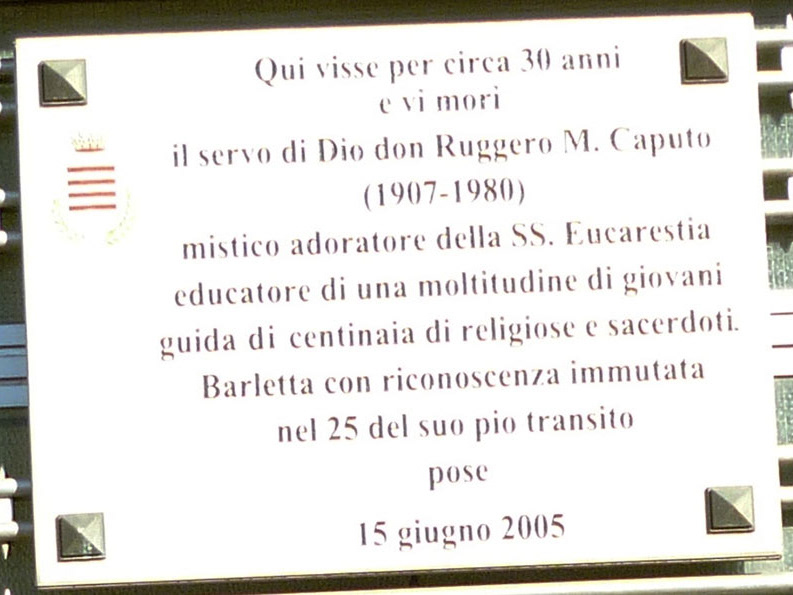 Qui visse per circa 30 anni
e vi morì
il servo di Dio don Ruggero M. Caputo
(1907-1980)
mistico adoratore della SS. Eucarestia
educatore di una moltitudine di giovani
guida di centinaia di religiose e sacerdoti.
Barletta con riconoscenza immutata
nel 25 del suo pio transito
pose
15 giugno 2005